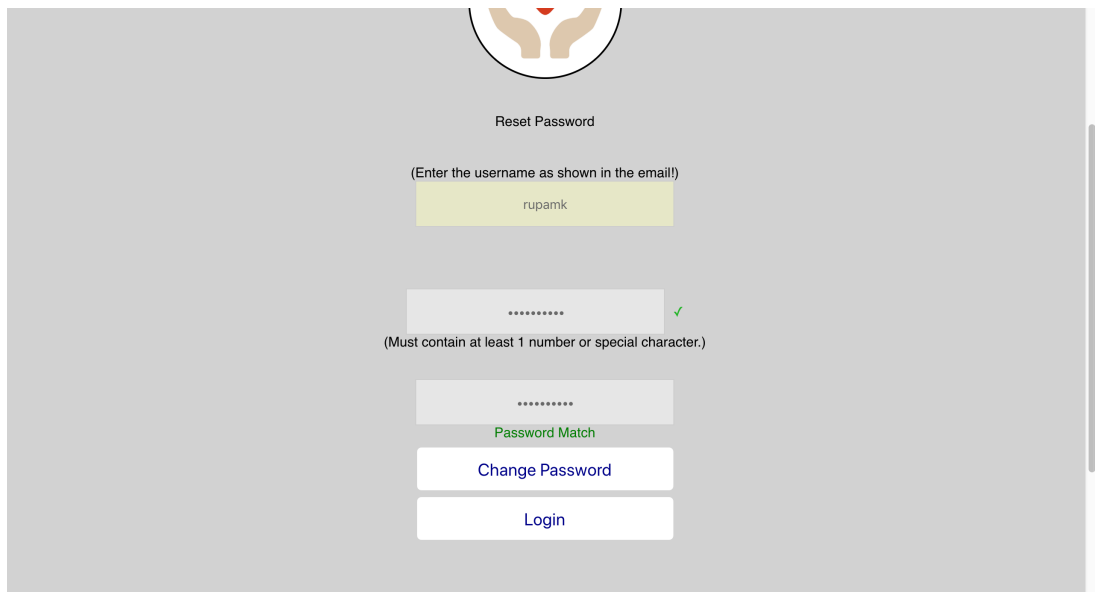 Reset Password
(Enter the username as shown in the email!)
rupamk
••••••••••
✓
(Must contain at least 1 number or special character.)
••••••••••
Password Match
Change Password
Login